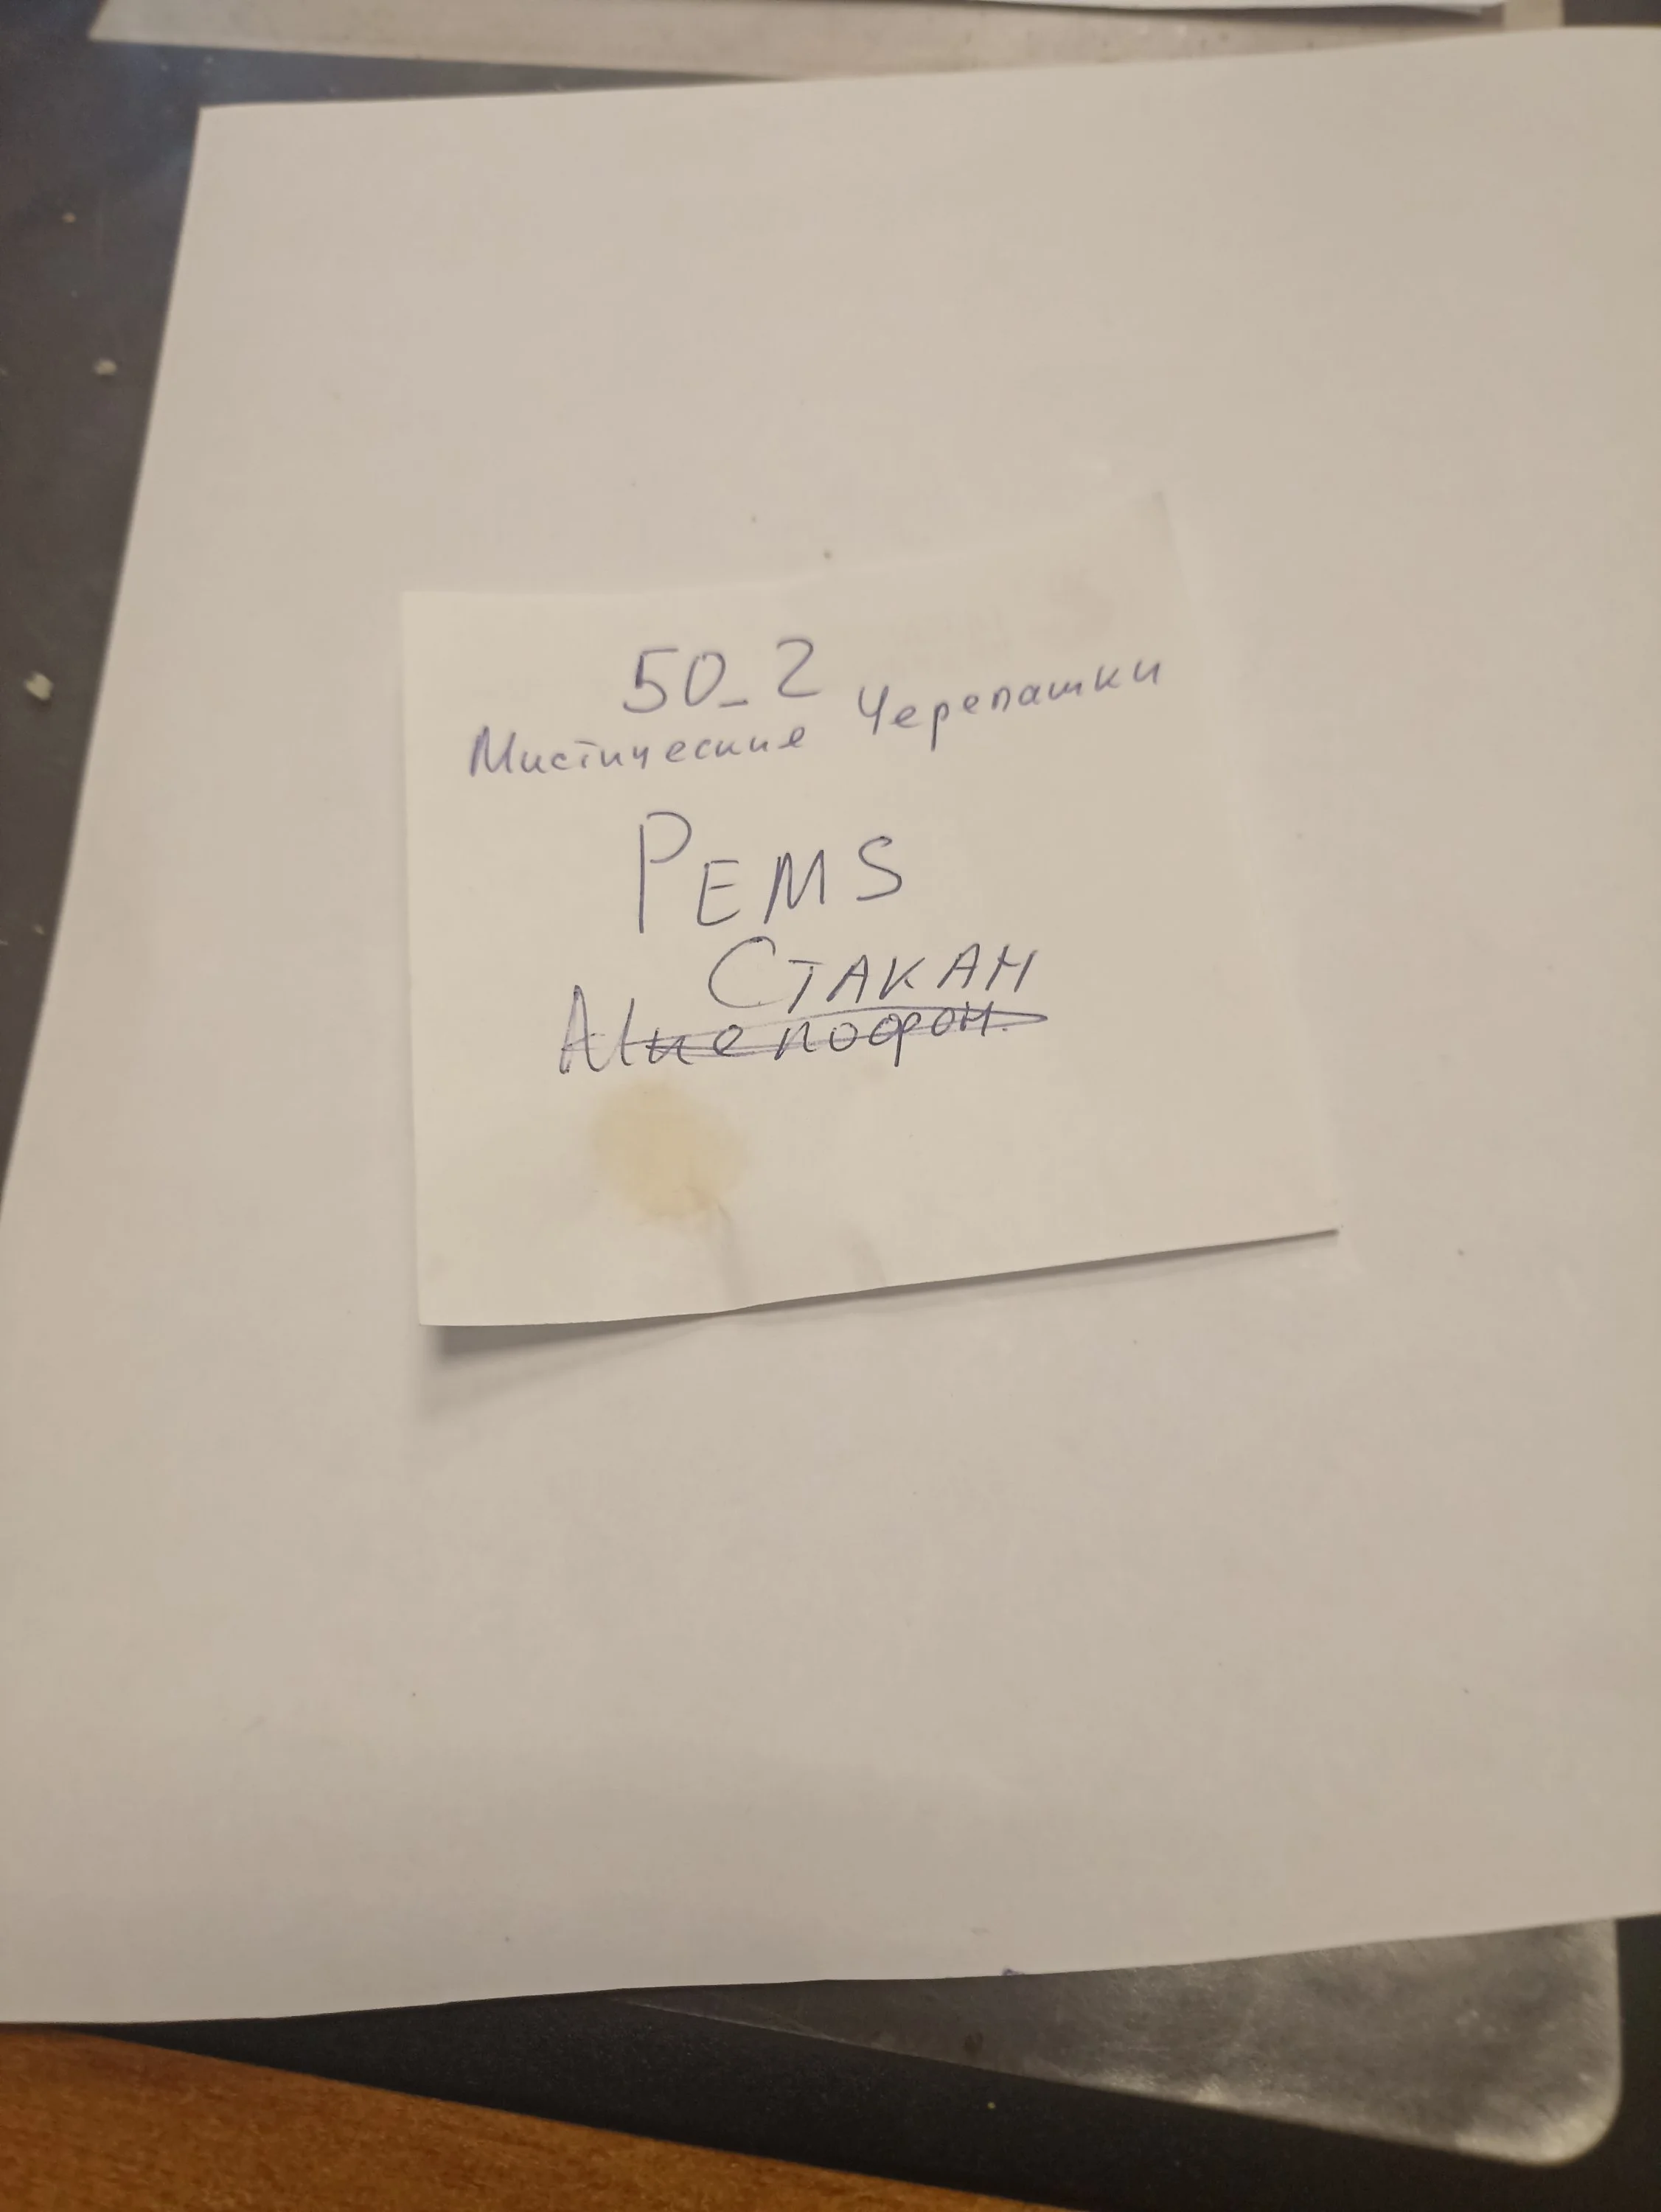 50_2
Мистические Черепашки
PEMS
СТАКАН